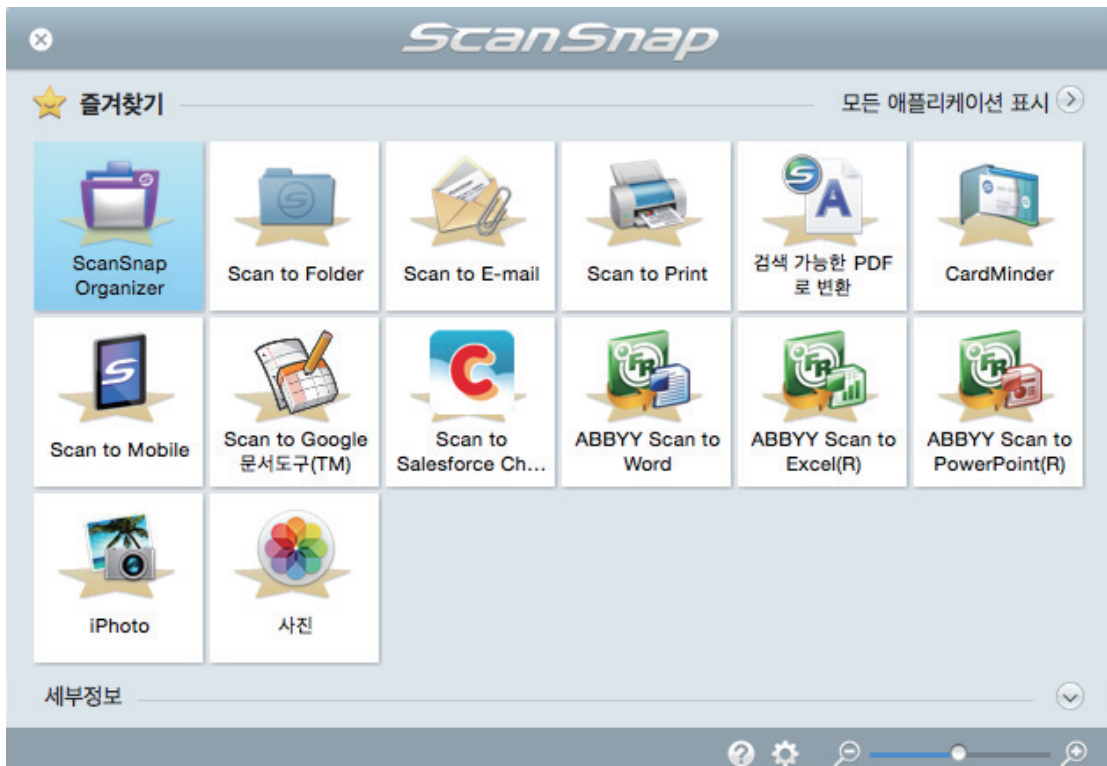 ScanSnap
즐겨찾기
모든 애플리케이션 표시
ScanSnap
Organizer
Scan to Folder
Scan to E-mail
Scan to Print
검색 가능한 PDF
로 변환
CardMinder
Scan to Mobile
Scan to Google
문서도구(TM)
Scan to
Salesforce Ch...
ABBYY Scan to
Word
ABBYY Scan to
Excel(R)
ABBYY Scan to
PowerPoint(R)
iPhoto
사진
세부정보